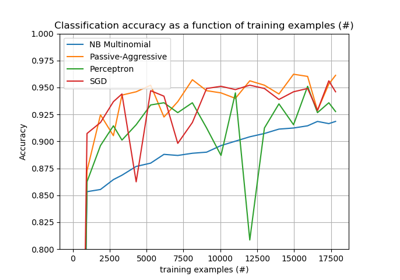 Classification accuracy as a function of training examples (#)
NB Multinomial
Passive-Aggressive
Perceptron
SGD
Accuracy
1.000
0.975
0.950
0.925
0.900
0.875
0.850
0.825
0.800
0 2500 5000 7500 10000 12500 15000 17500
training examples (#)